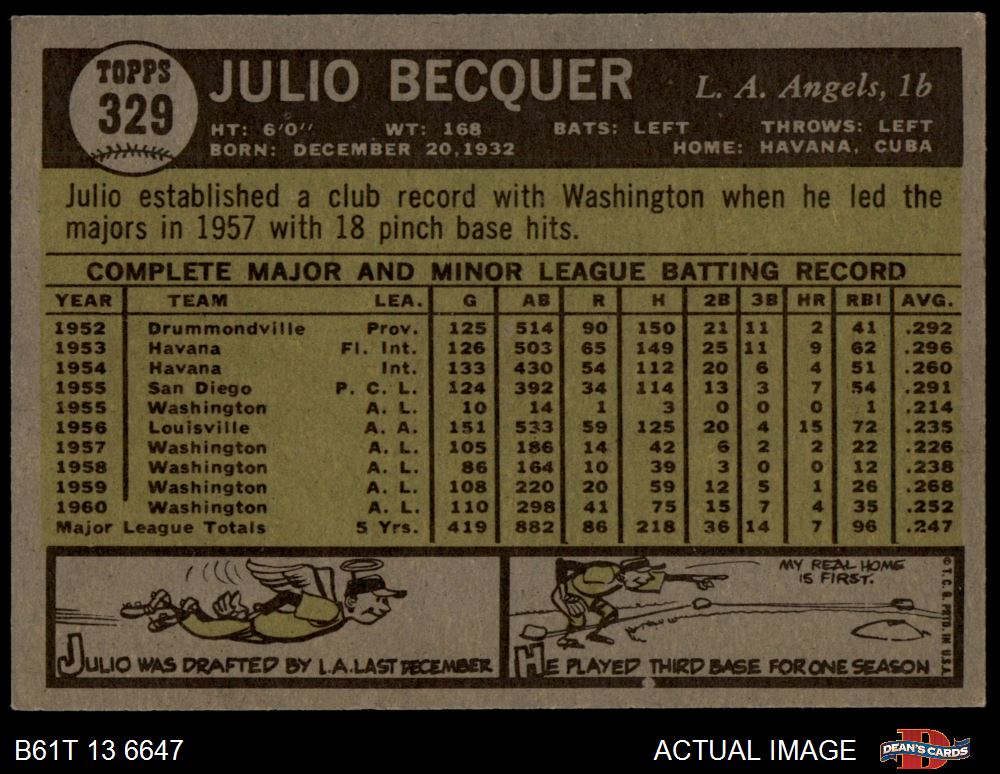 TOPPS
329
JULIO BECQUER
L. A. Angels, 1b
HT: 6'0" WT: 168 BATS: LEFT THROWS: LEFT
BORN: DECEMBER 20,1932 HOME: HAVANA, CUBA
Julio established a club record with Washington when he led the
majors in 1957 with 18 pinch base hits.
COMPLETE MAJOR AND MINOR LEAGUE BATTING RECORD
YEAR TEAM LEA. G AB R H 2B 3B HR RBI AVG.
1952 Drummondville Prov. 125 514 90 150 21 11 2 41 .292
1953 Havana Fl. Int. 126 503 65 149 25 11 9 62 .296
1954 Havana Int. 133 430 54 112 20 6 4 51 .260
1955 San Diego P. C. L. 124 392 34 114 13 3 7 54 .291
1955 Washington A. L. 10 14 1 3 0 0 0 1 .214
1956 Louisville A. A. 151 533 59 125 20 4 15 72 .235
1957 Washington A. L. 105 186 14 42 6 2 2 22 .226
1958 Washington A. L. 86 164 10 39 3 0 0 12 .238
1959 Washington A. L. 108 220 20 59 12 5 1 26 .268
1960 Washington A. L. 110 298 41 75 15 7 4 35 .252
Major League Totals 5 Yrs. 419 882 86 218 36 14 7 96 .247
JULIO WAS DRAFTED BY L.A. LAST DECEMBER
MY REAL HOME
IS FIRST.
HE PLAYED THIRD BASE FOR ONE SEASON
© T. C. G. PRTD IN U.S.A.
B61T 13 6647
ACTUAL IMAGE
DEAN'S CARDS